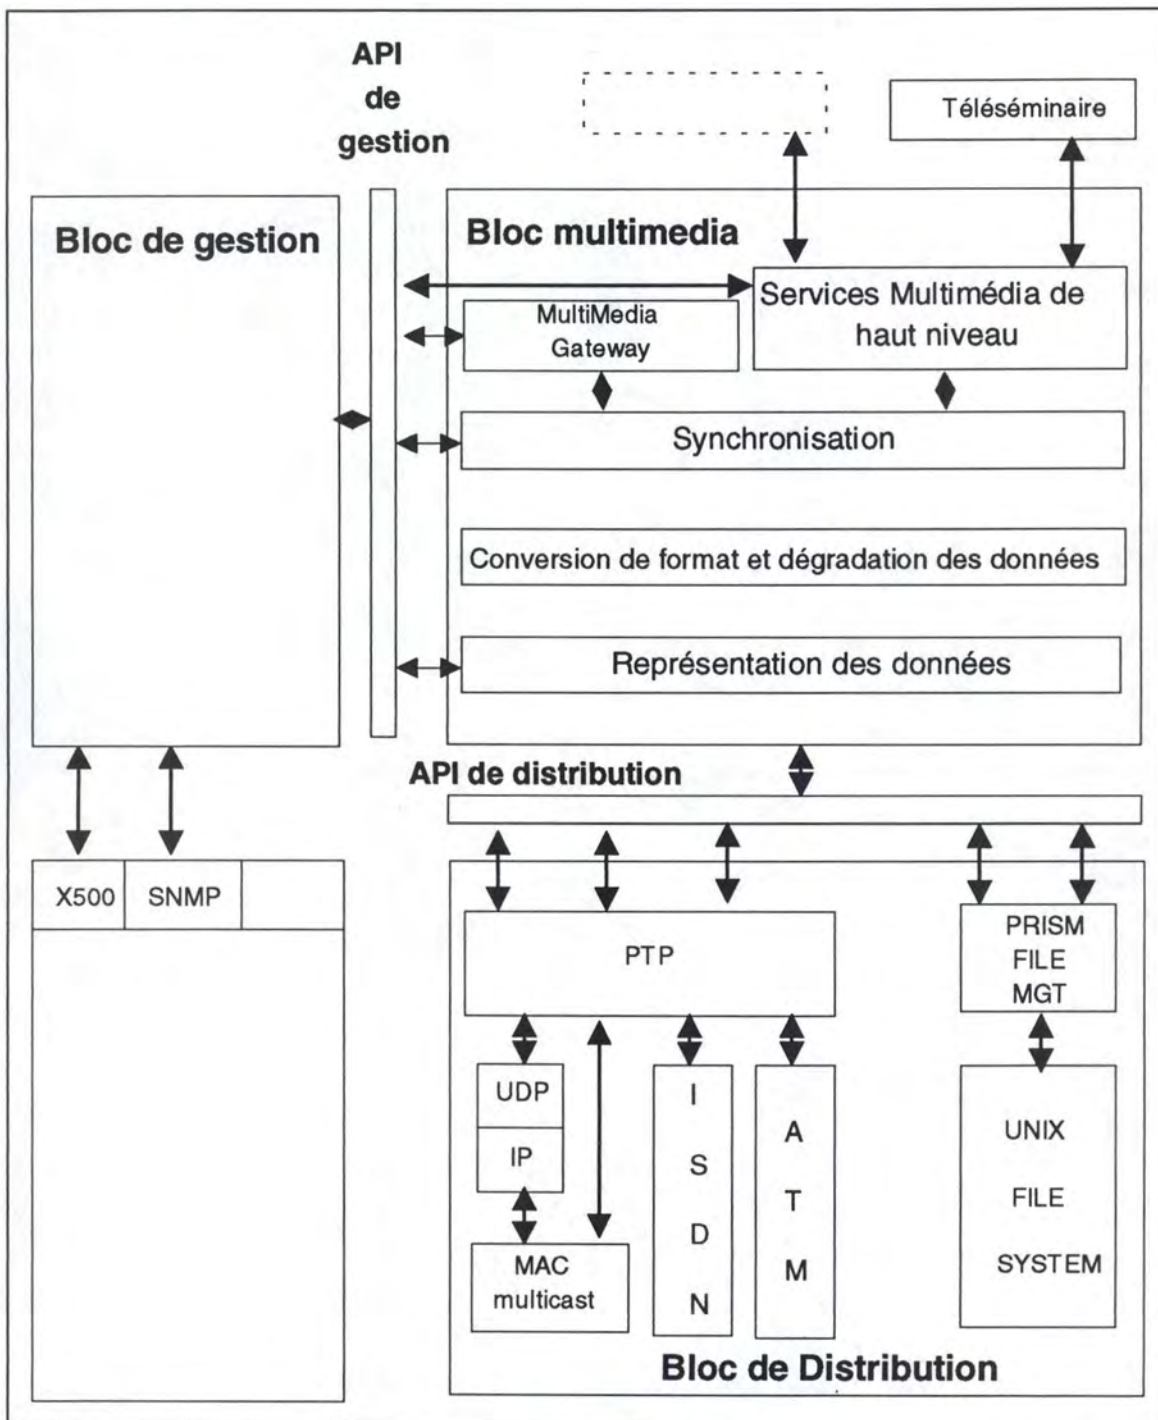 API
de
gestion
Téléséminaire
Bloc de gestion
Bloc multimedia
Services Multimédia de
haut niveau
MultiMedia
Gateway
Synchronisation
Conversion de format et dégradation des données
Représentation des données
API de distribution
X500
SNMP
PTP
PRISM
FILE
MGT
UDP
IP
MAC
multicast
I
S
D
N
A
T
M
UNIX
FILE
SYSTEM
Bloc de Distribution